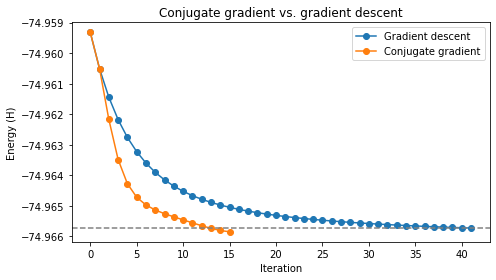 Conjugate gradient vs. gradient descent
Gradient descent
Conjugate gradient
Energy (H)
−74.959
−74.960
−74.961
−74.962
−74.963
−74.964
−74.965
−74.966
0 5 10 15 20 25 30 35 40
Iteration